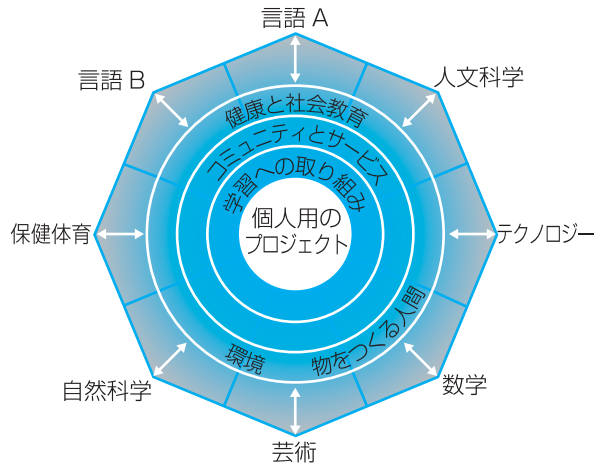 言語 A
言語 B
人文科学
健康と社会教育
コミュニティとサービス
学習への取り組み
個人用の
プロジェクト
保健体育
テクノロジー
環境
物をつくる人間
自然科学
数学
芸術